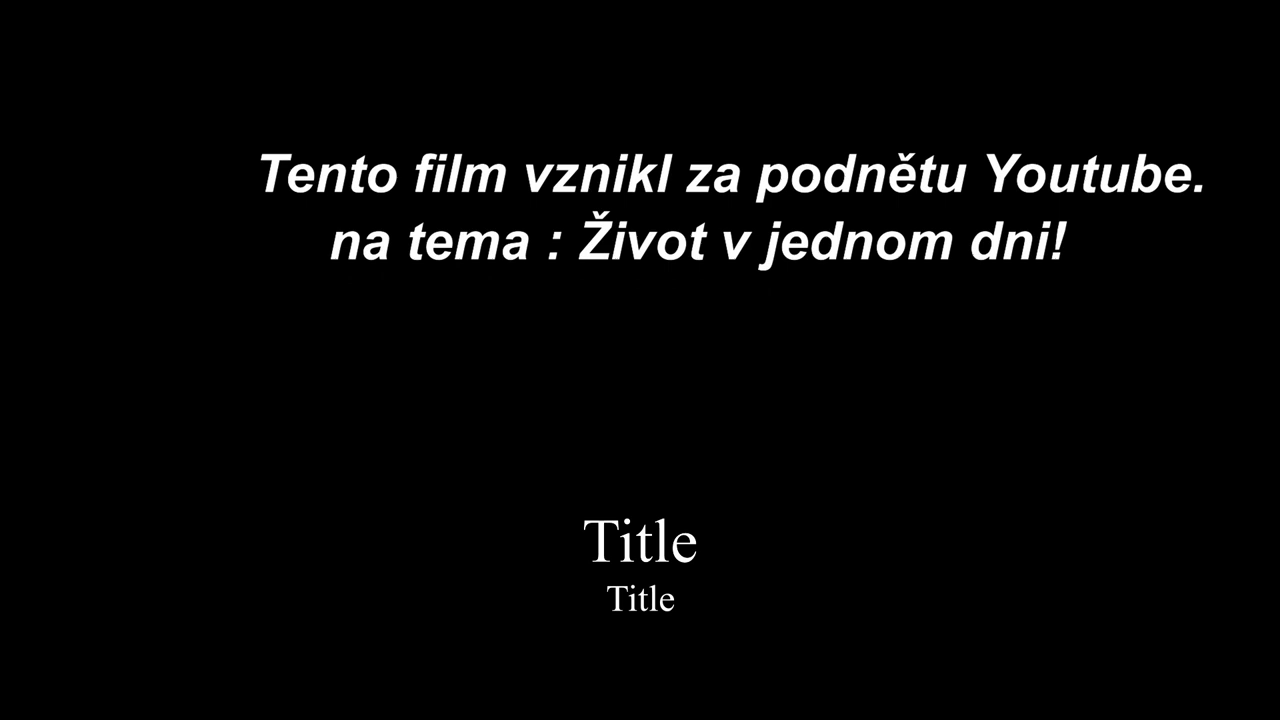 Tento film vznikl za podnětu Youtube.
na tema : Život v jednom dni!
Title
Title